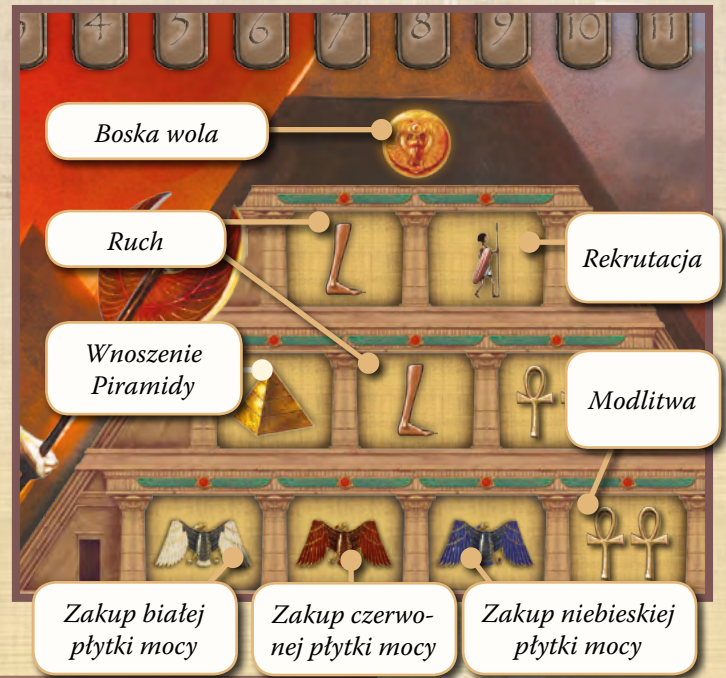 4 5 6 7 8 9 10 11
Boska wola
Ruch
Rekrutacja
Wnoszenie
Piramidy
Modlitwa
Zakup białej
płytki mocy
Zakup czerwo-
nej płytki mocy
Zakup niebieskiej
płytki mocy